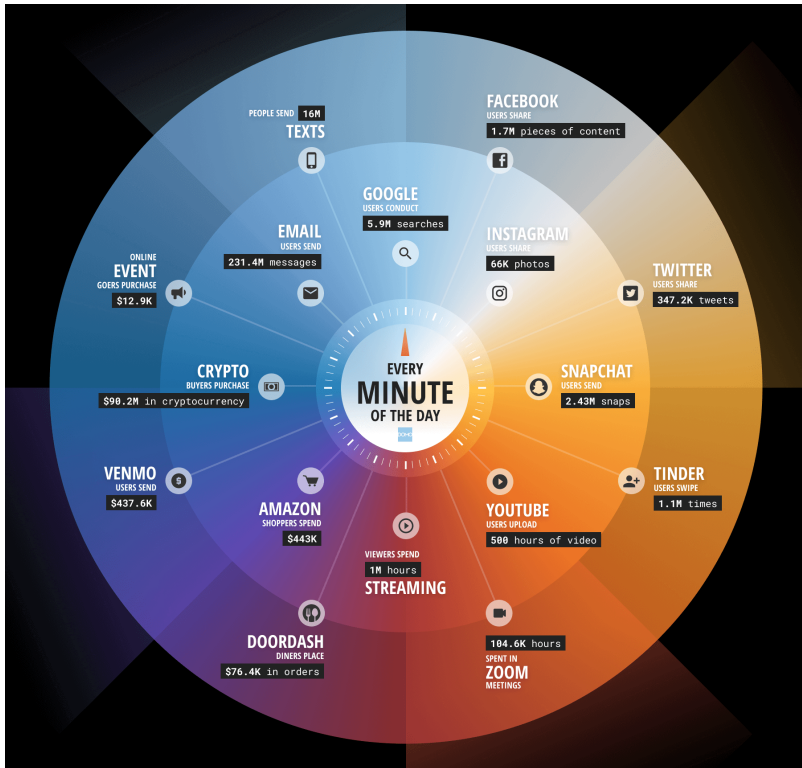 PEOPLE SEND 16M
TEXTS
FACEBOOK
USERS SHARE
1.7M pieces of content
GOOGLE
USERS CONDUCT
5.9M searches
EMAIL
USERS SEND
231.4M messages
INSTAGRAM
USERS SHARE
66K photos
ONLINE
EVENT
GOERS PURCHASE
$12.9K
TWITTER
USERS SHARE
347.2K tweets
CRYPTO
BUYERS PURCHASE
$90.2M in cryptocurrency
EVERY
MINUTE
OF THE DAY
DOMO
SNAPCHAT
USERS SEND
2.43M snaps
VENMO
USERS SEND
$437.6K
AMAZON
SHOPPERS SPEND
$443K
YOUTUBE
USERS UPLOAD
500 hours of video
TINDER
USERS SWIPE
1.1M times
VIEWERS SPEND
1M hours
STREAMING
DOORDASH
DINERS PLACE
$76.4K in orders
104.6K hours
SPENT IN
ZOOM
MEETINGS